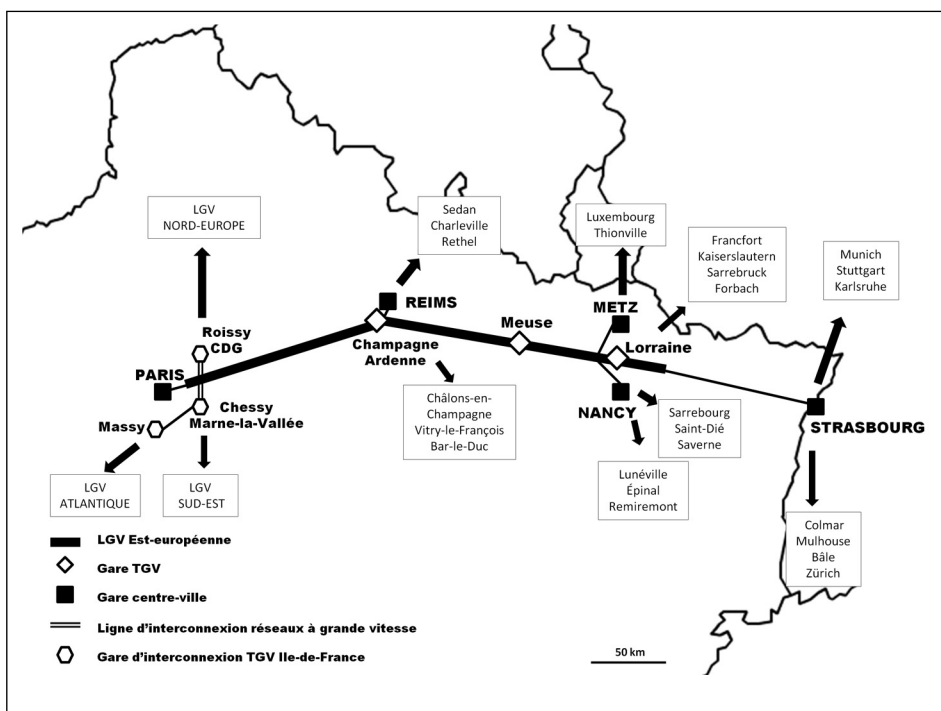 LGV
NORD-EUROPE
Sedan
Charleville
Rethel
Luxembourg
Thionville
Francfort
Kaiserslautern
Sarrebruck
Forbach
Munich
Stuttgart
Karlsruhe
REIMS
METZ
Meuse
Roissy
CDG
Champagne
Ardenne
Lorraine
PARIS
Chessy
Marne-la-Vallée
Massy
Châlons-en-
Champagne
Vitry-le-François
Bar-le-Duc
NANCY
Sarrebourg
Saint-Dié
Saverne
STRASBOURG
LGV
ATLANTIQUE
LGV
SUD-EST
Lunéville
Épinal
Remiremont
Colmar
Mulhouse
Bâle
Zürich
LGV Est-européenne
Gare TGV
Gare centre-ville
Ligne d'interconnexion réseaux à grande vitesse
Gare d'interconnexion TGV Ile-de-France
50 km